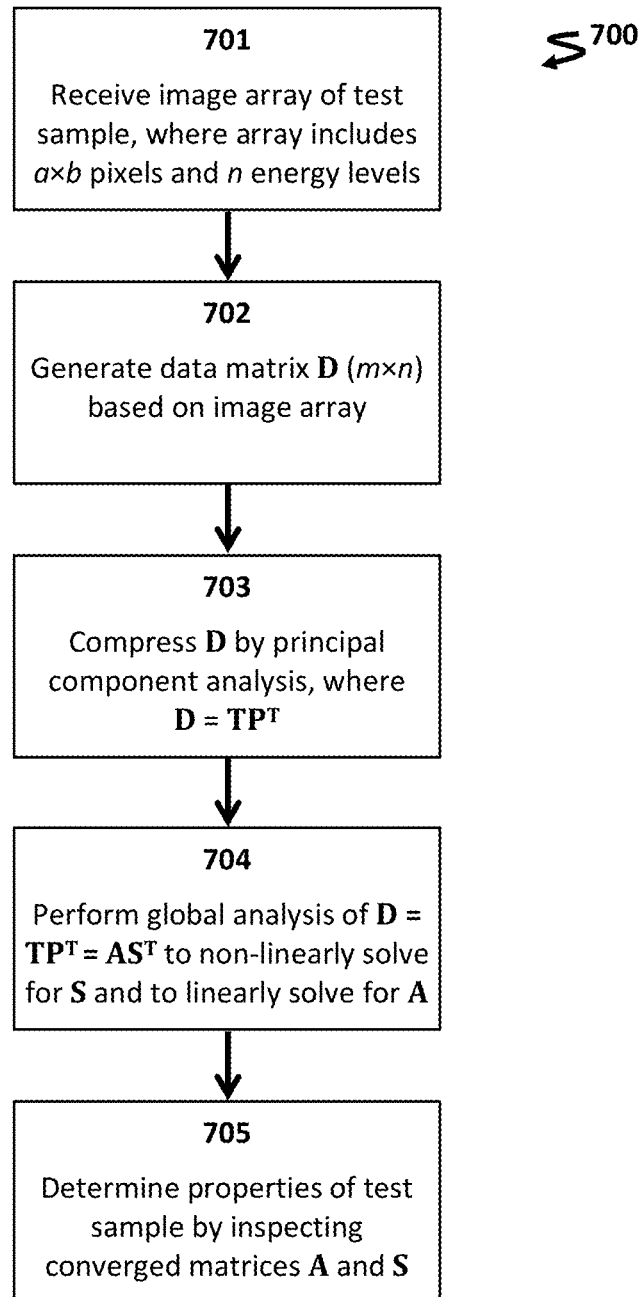 700
701
Receive image array of test
sample, where array includes
a×b pixels and n energy levels
702
Generate data matrix D (m×n)
based on image array
703
Compress D by principal
component analysis, where
D = TPᵀ
704
Perform global analysis of D =
TPᵀ = ASᵀ to non-linearly solve
for S and to linearly solve for A
705
Determine properties of test
sample by inspecting
converged matrices A and S